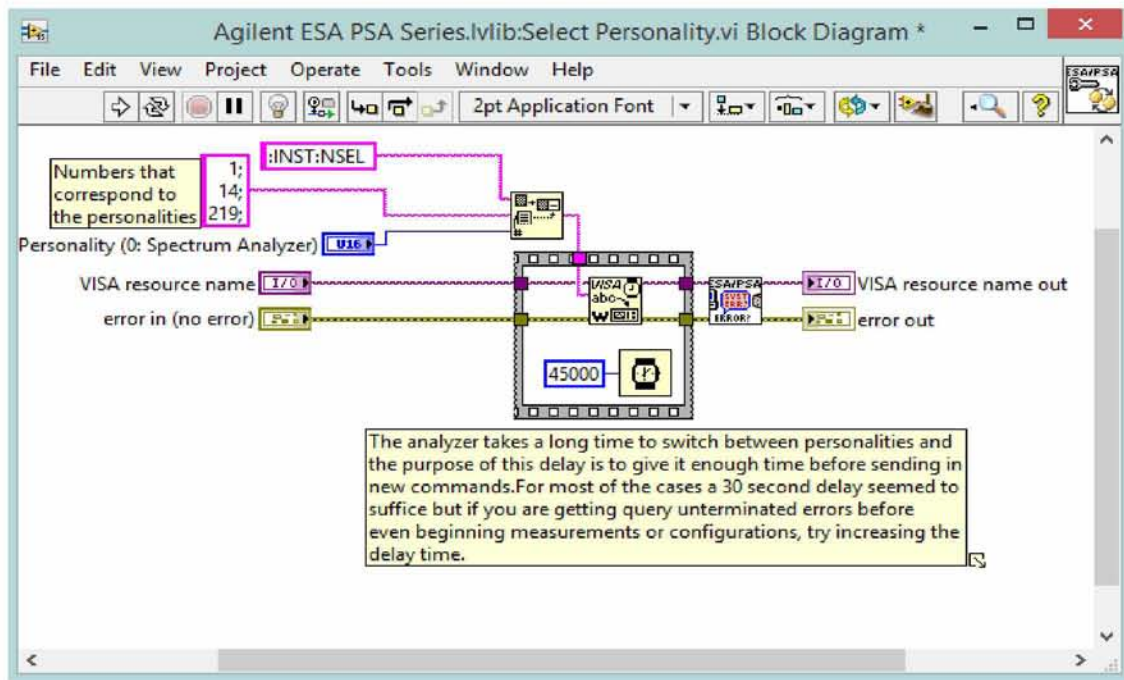 Agilent ESA PSA Series.lvlib:Select Personality.vi Block Diagram *
File Edit View Project Operate Tools Window Help
2pt Application Font
ESA/PSA
:INST:NSEL
Numbers that
correspond to
the personalities
1;
14;
219;
Personality (0: Spectrum Analyzer)
U16
VISA resource name
I/O
VISA
abc
W
ESA/PSA
SYST
ERR?
ERROR?
I/O
VISA resource name out
error in (no error)
error out
45000
The analyzer takes a long time to switch between personalities and
the purpose of this delay is to give it enough time before sending in
new commands.For most of the cases a 30 second delay seemed to
suffice but if you are getting query unterminated errors before
even beginning measurements or configurations, try increasing the
delay time.